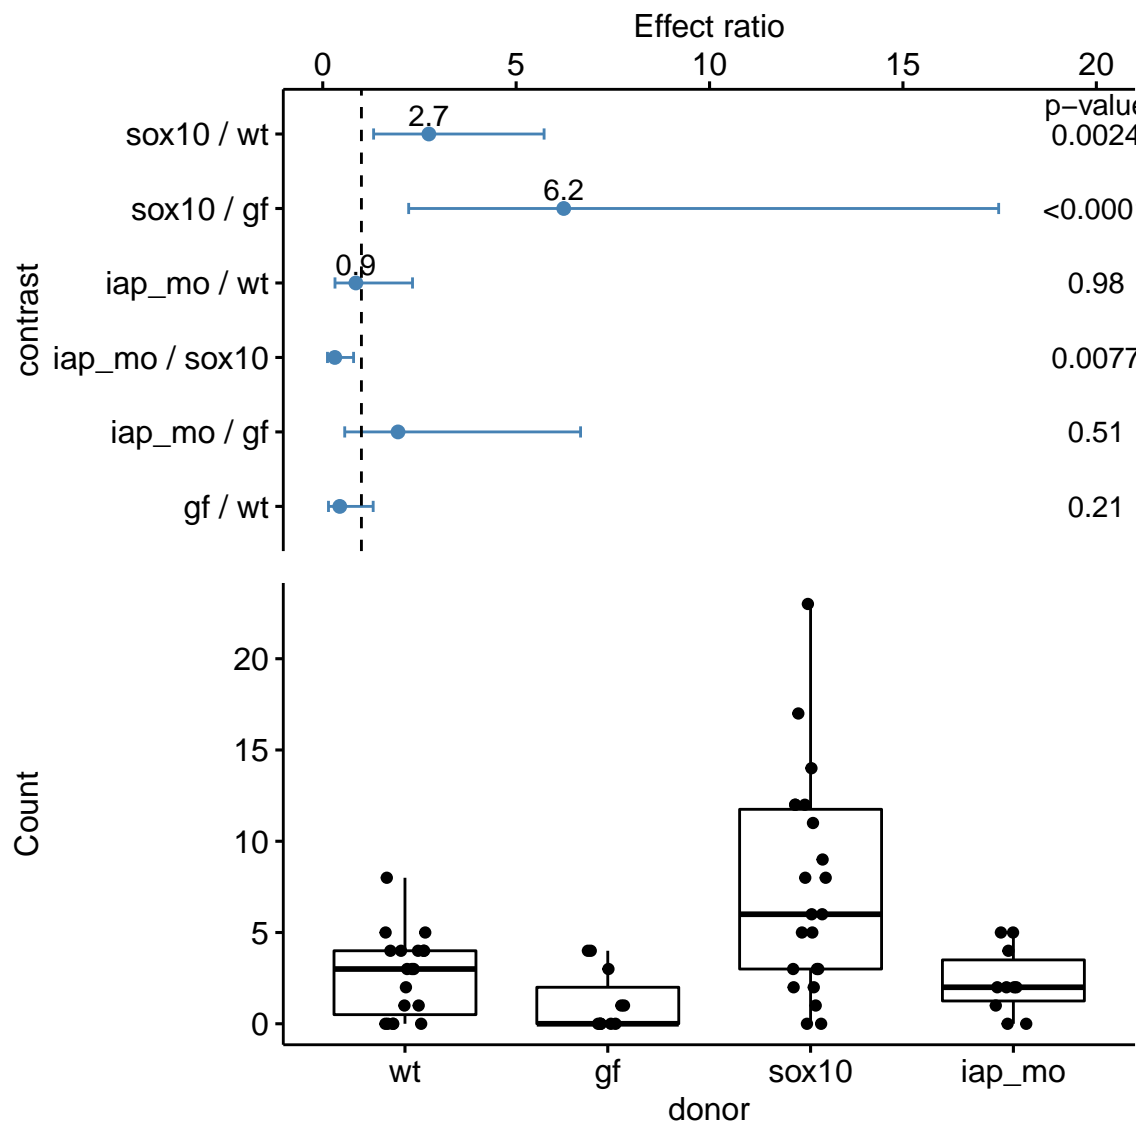 Effect ratio
0 5 10 15 20
p−value
sox10 / wt 2.7 0.0024
sox10 / gf 6.2 <0.000
iap_mo / wt 0.9 0.98
iap_mo / sox10 0.0077
iap_mo / gf 0.51
gf / wt 0.21
contrast
20
15
10
5
0
Count
wt gf sox10 iap_mo
donor